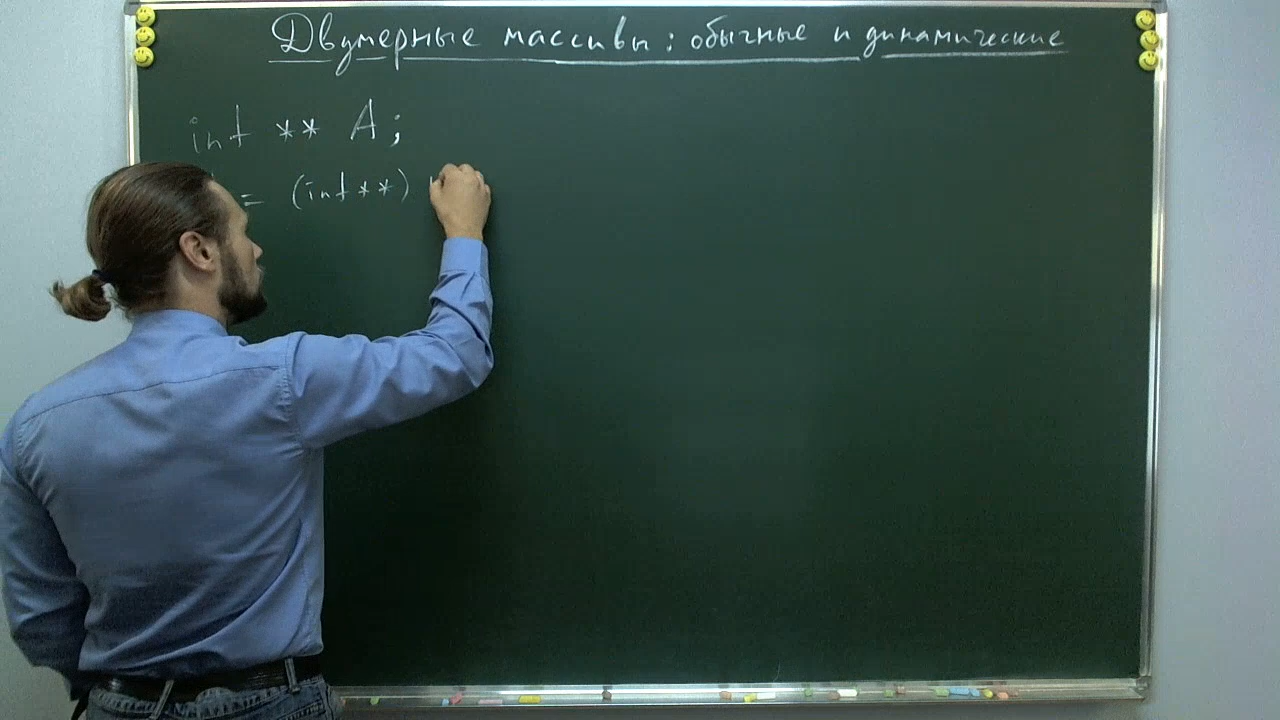 Двумерные массивы: обычные и динамические
int ** A;
= (int**)